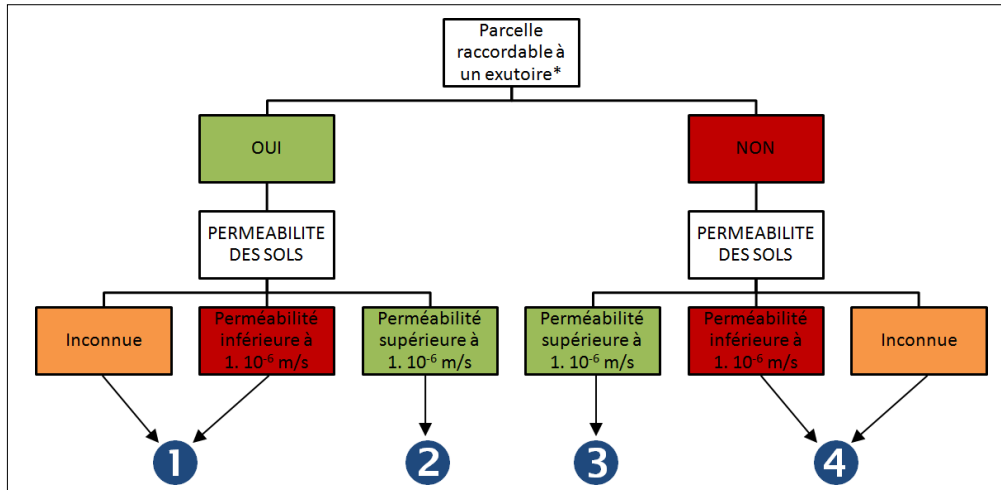 Parcelle
raccordable à
un exutoire*
OUI
NON
PERMEABILITE
DES SOLS
PERMEABILITE
DES SOLS
Inconnue
Perméabilité
inférieure à
1. 10⁻⁶ m/s
Perméabilité
supérieure à
1. 10⁻⁶ m/s
Perméabilité
supérieure à
1. 10⁻⁶ m/s
Perméabilité
inférieure à
1. 10⁻⁶ m/s
Inconnue
1
2
3
4